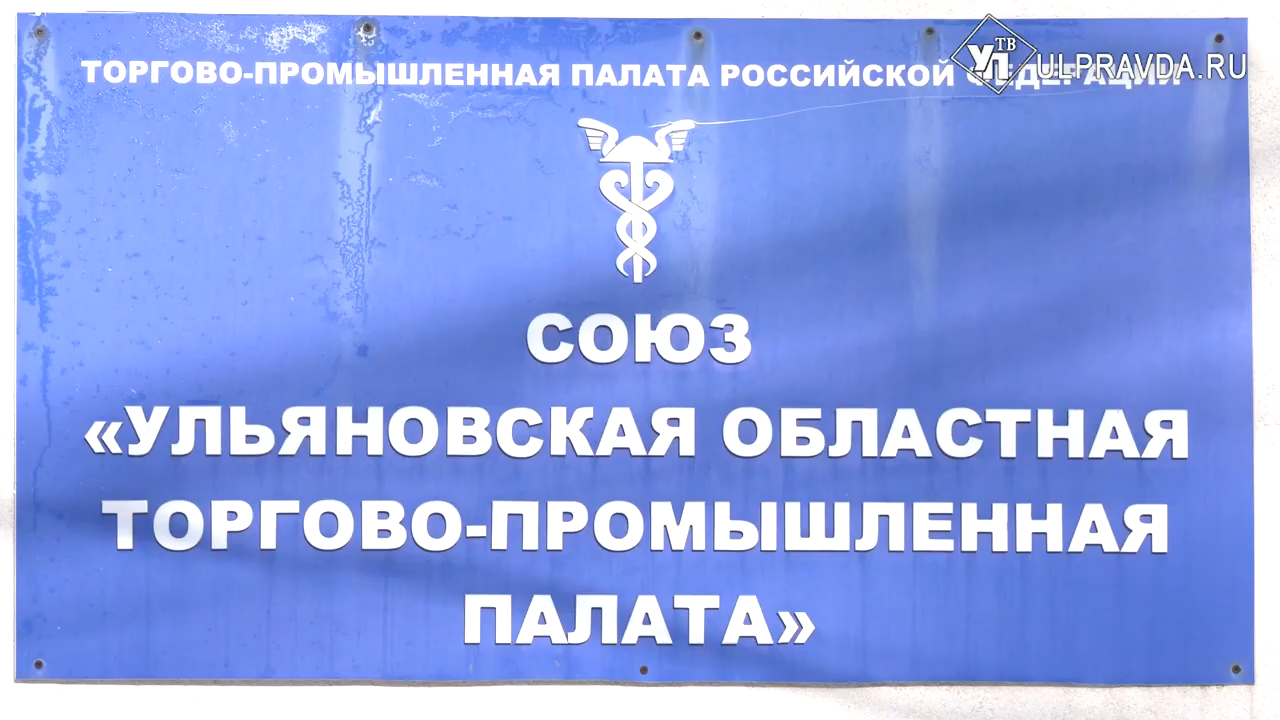 ТОРГОВО-ПРОМЫШЛЕННАЯ ПАЛАТА РОССИЙСКОЙ ФЕДЕРАЦИИ
УП ТВ ULPRAVDA.RU
СОЮЗ
«УЛЬЯНОВСКАЯ ОБЛАСТНАЯ
ТОРГОВО-ПРОМЫШЛЕННАЯ
ПАЛАТА»